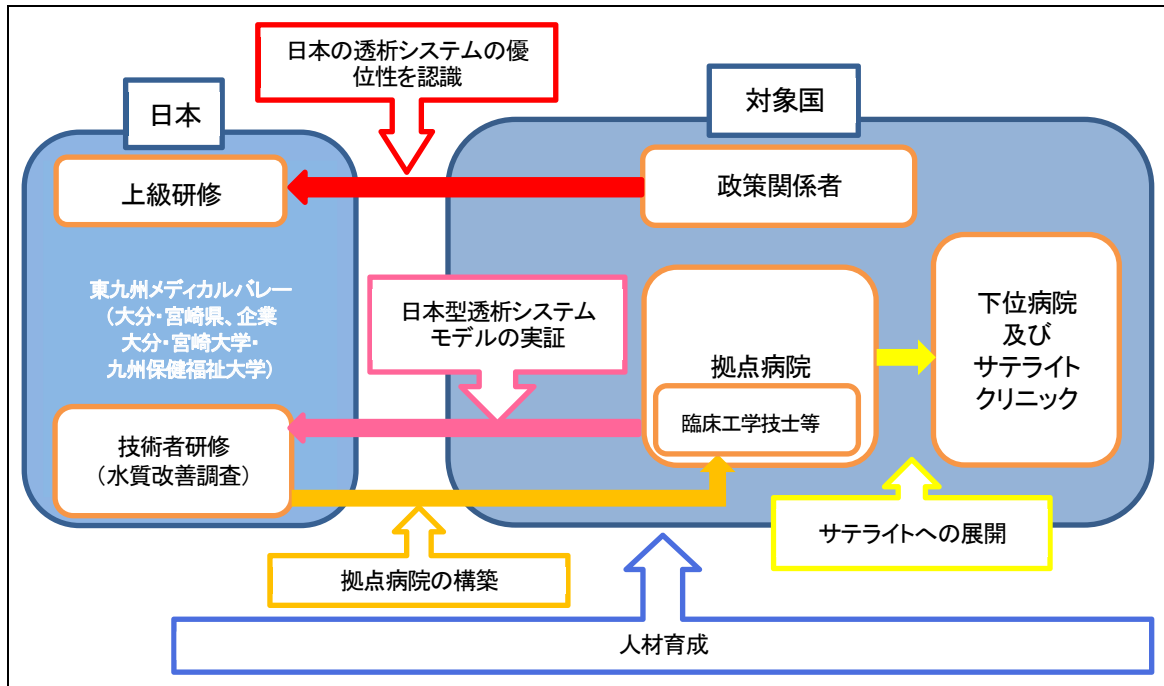 日本の透析システムの優
位性を認識
日本
対象国
上級研修
政策関係者
東九州メディカルバレー
（大分・宮崎県、企業
大分・宮崎大学・
九州保健福祉大学）
日本型透析システム
モデルの実証
拠点病院
臨床工学技士等
下位病院
及び
サテライト
クリニック
技術者研修
（水質改善調査）
サテライトへの展開
拠点病院の構築
人材育成